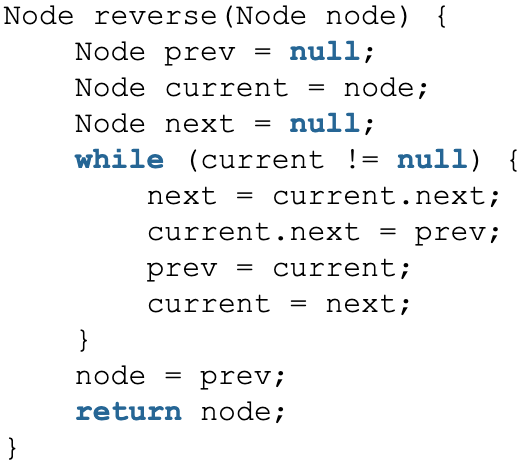 Node reverse(Node node) {
    Node prev = null;
    Node current = node;
    Node next = null;
    while (current != null) {
        next = current.next;
        current.next = prev;
        prev = current;
        current = next;
    }
    node = prev;
    return node;
}